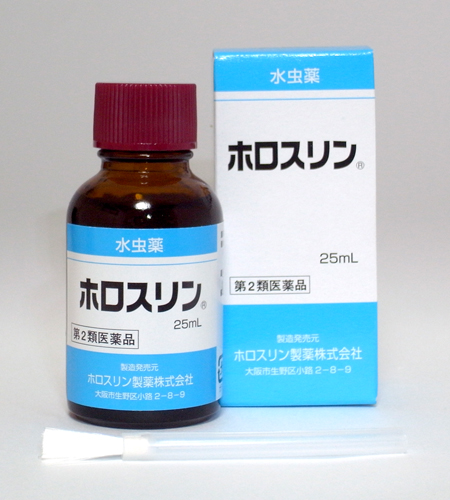 水虫薬
ホロスリン®
25mL
第2類医薬品
製造発売元
ホロスリン製薬株式会社
大阪市生野区小路2-8-9
水虫薬
ホロスリン®
25mL
第2類医薬品
製造発売元
ホロスリン製薬株式会社
大阪市生野区小路2-8-9